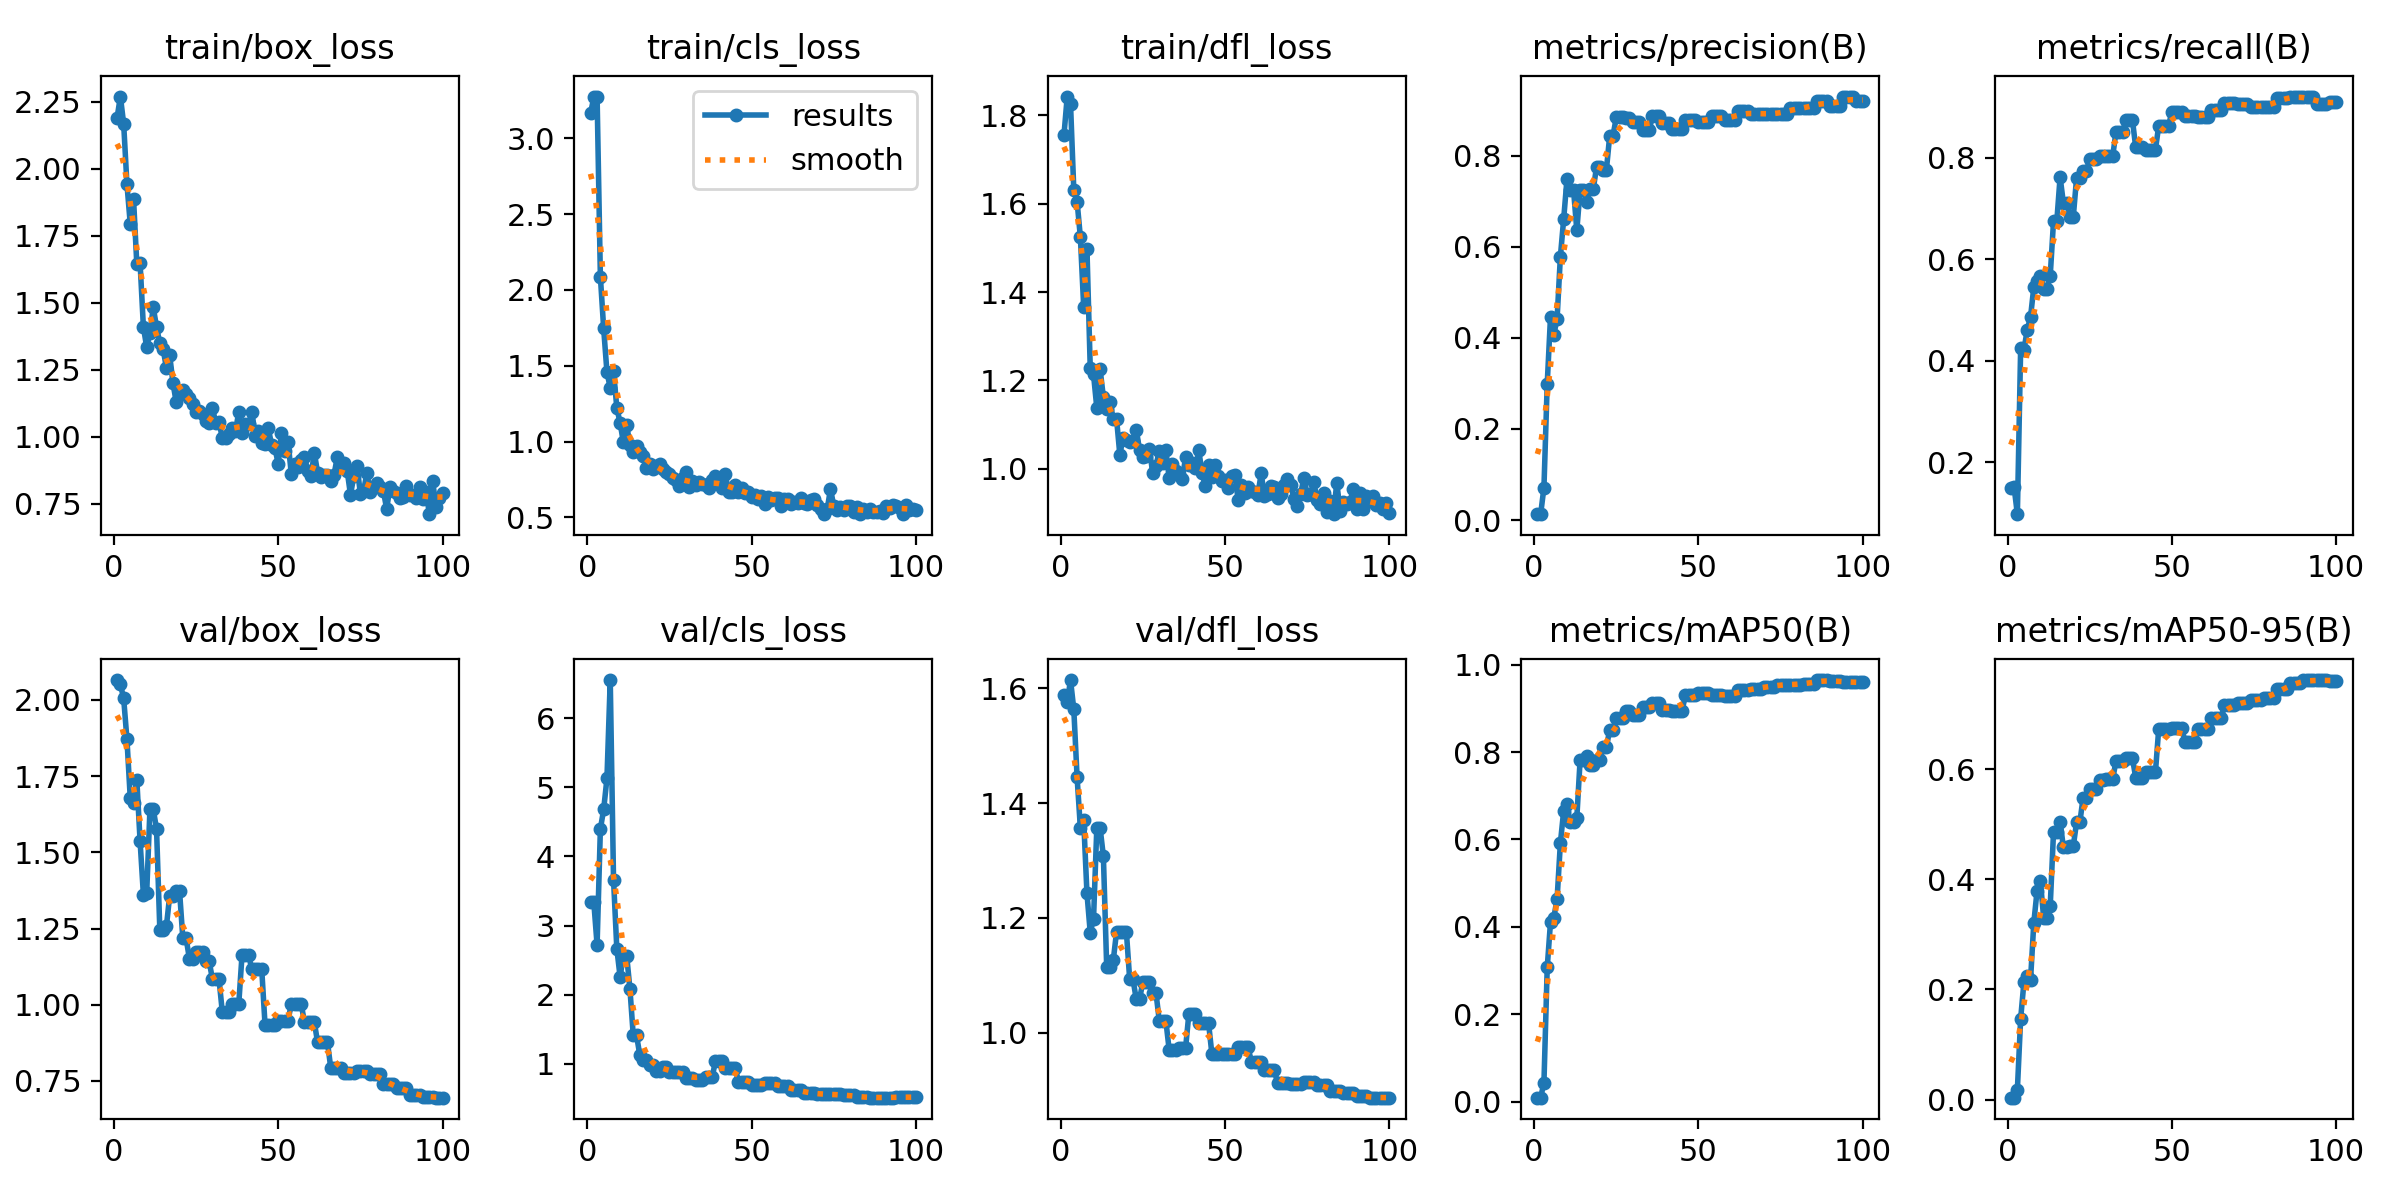 train/box_loss
2.25
2.00
1.75
1.50
1.25
1.00
0.75
0 50 100
train/cls_loss
results
smooth
3.0
2.5
2.0
1.5
1.0
0.5
0 50 100
train/dfl_loss
1.8
1.6
1.4
1.2
1.0
0 50 100
metrics/precision(B)
0.8
0.6
0.4
0.2
0.0
0 50 100
metrics/recall(B)
0.8
0.6
0.4
0.2
0 50 100
val/box_loss
2.00
1.75
1.50
1.25
1.00
0.75
0 50 100
val/cls_loss
6
5
4
3
2
1
0 50 100
val/dfl_loss
1.6
1.4
1.2
1.0
0 50 100
metrics/mAP50(B)
1.0
0.8
0.6
0.4
0.2
0.0
0 50 100
metrics/mAP50-95(B)
0.6
0.4
0.2
0.0
0 50 100